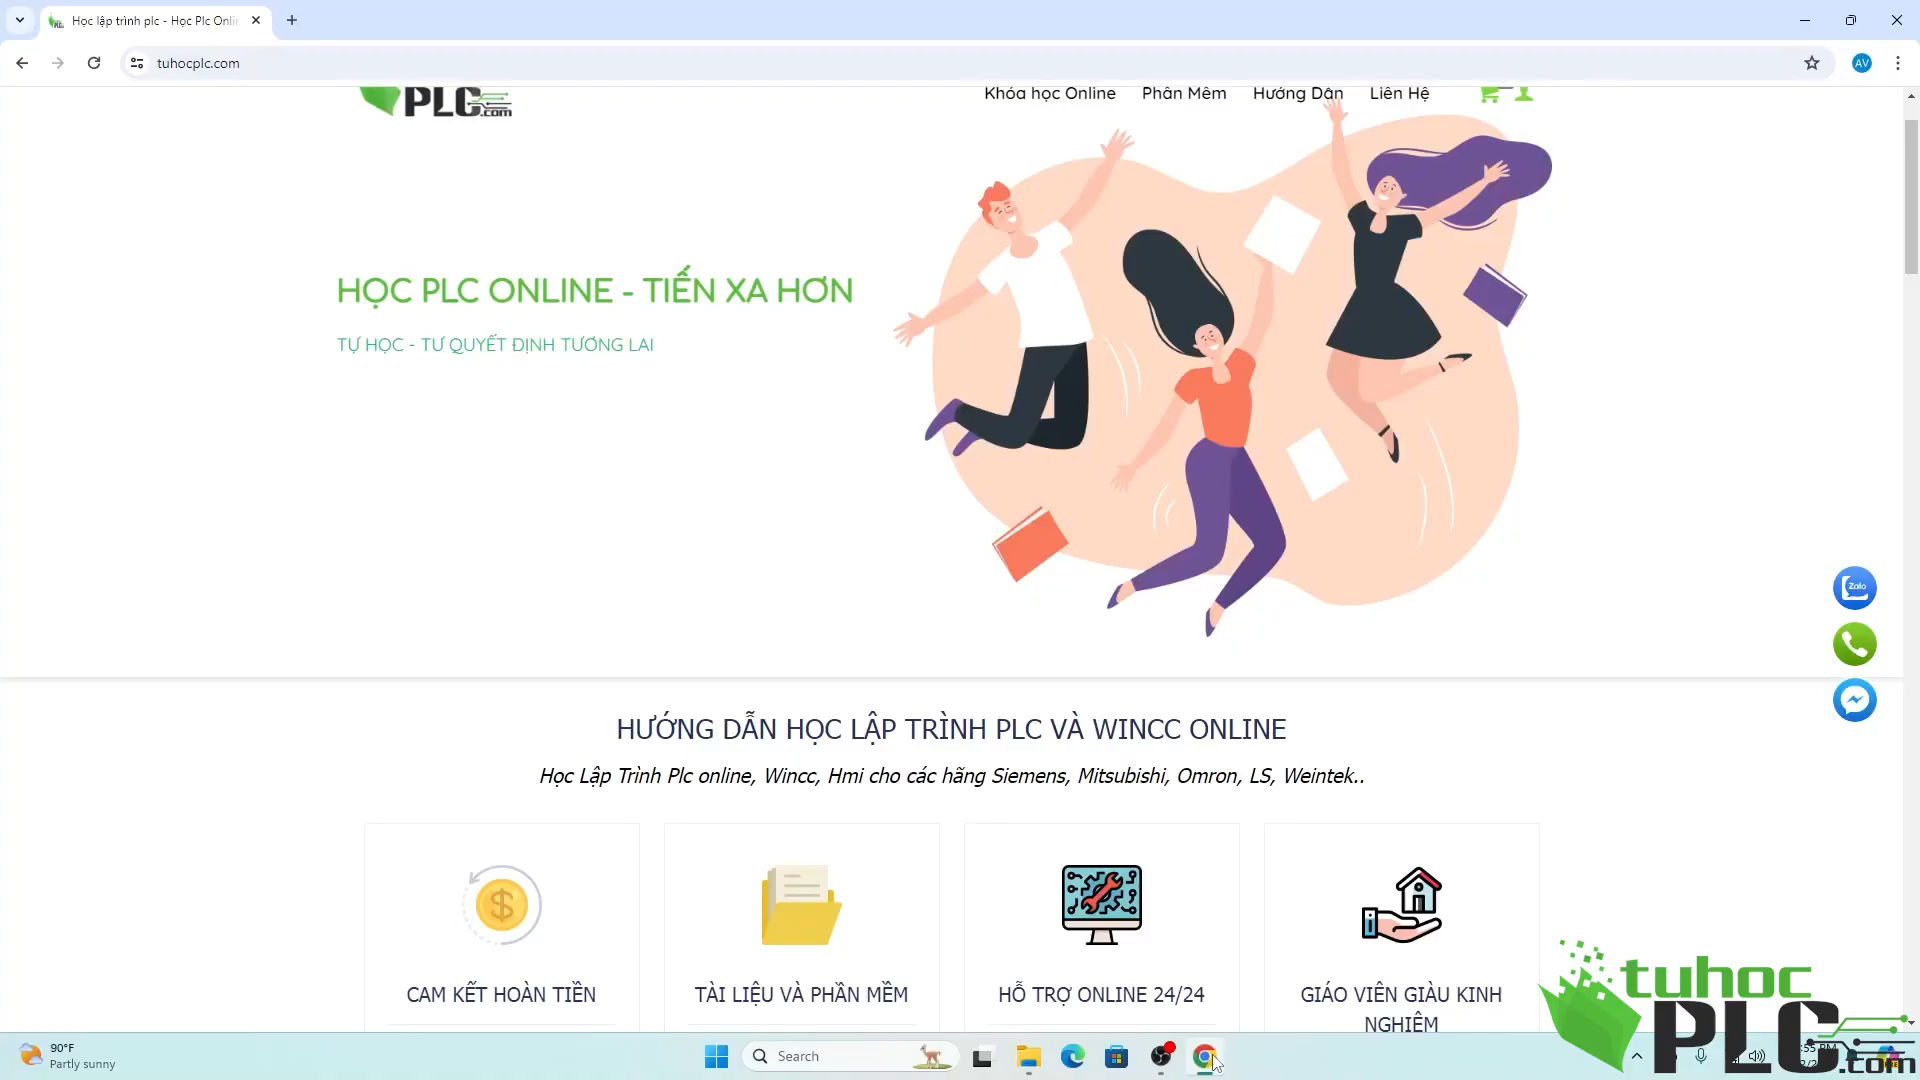 Học lập trình plc - Học Plc Onli
tuhocplc.com
AV
PLC.com
Khóa học Online
Phần Mềm
Hướng Dẫn
Liên Hệ
HỌC PLC ONLINE - TIẾN XA HƠN
TỰ HỌC - TƯ QUYẾT ĐỊNH TƯƠNG LAI
Zalo
HƯỚNG DẪN HỌC LẬP TRÌNH PLC VÀ WINCC ONLINE
Học Lập Trình Plc online, Wincc, Hmi cho các hãng Siemens, Mitsubishi, Omron, LS, Weintek..
CAM KẾT HOÀN TIỀN
TÀI LIỆU VÀ PHẦN MỀM
HỖ TRỢ ONLINE 24/24
GIÁO VIÊN GIÀU KINH
NGHIỆM
tuhoc
PLC.com
90°F
Partly sunny
Search